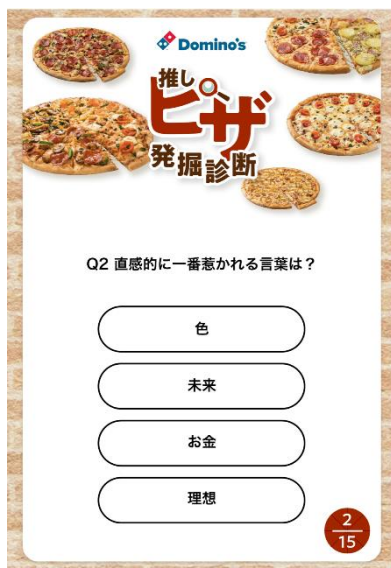 Domino's
推し
ピザ
発掘診断
Q2 直感的に一番惹かれる言葉は？
色
未来
お金
理想
2
15